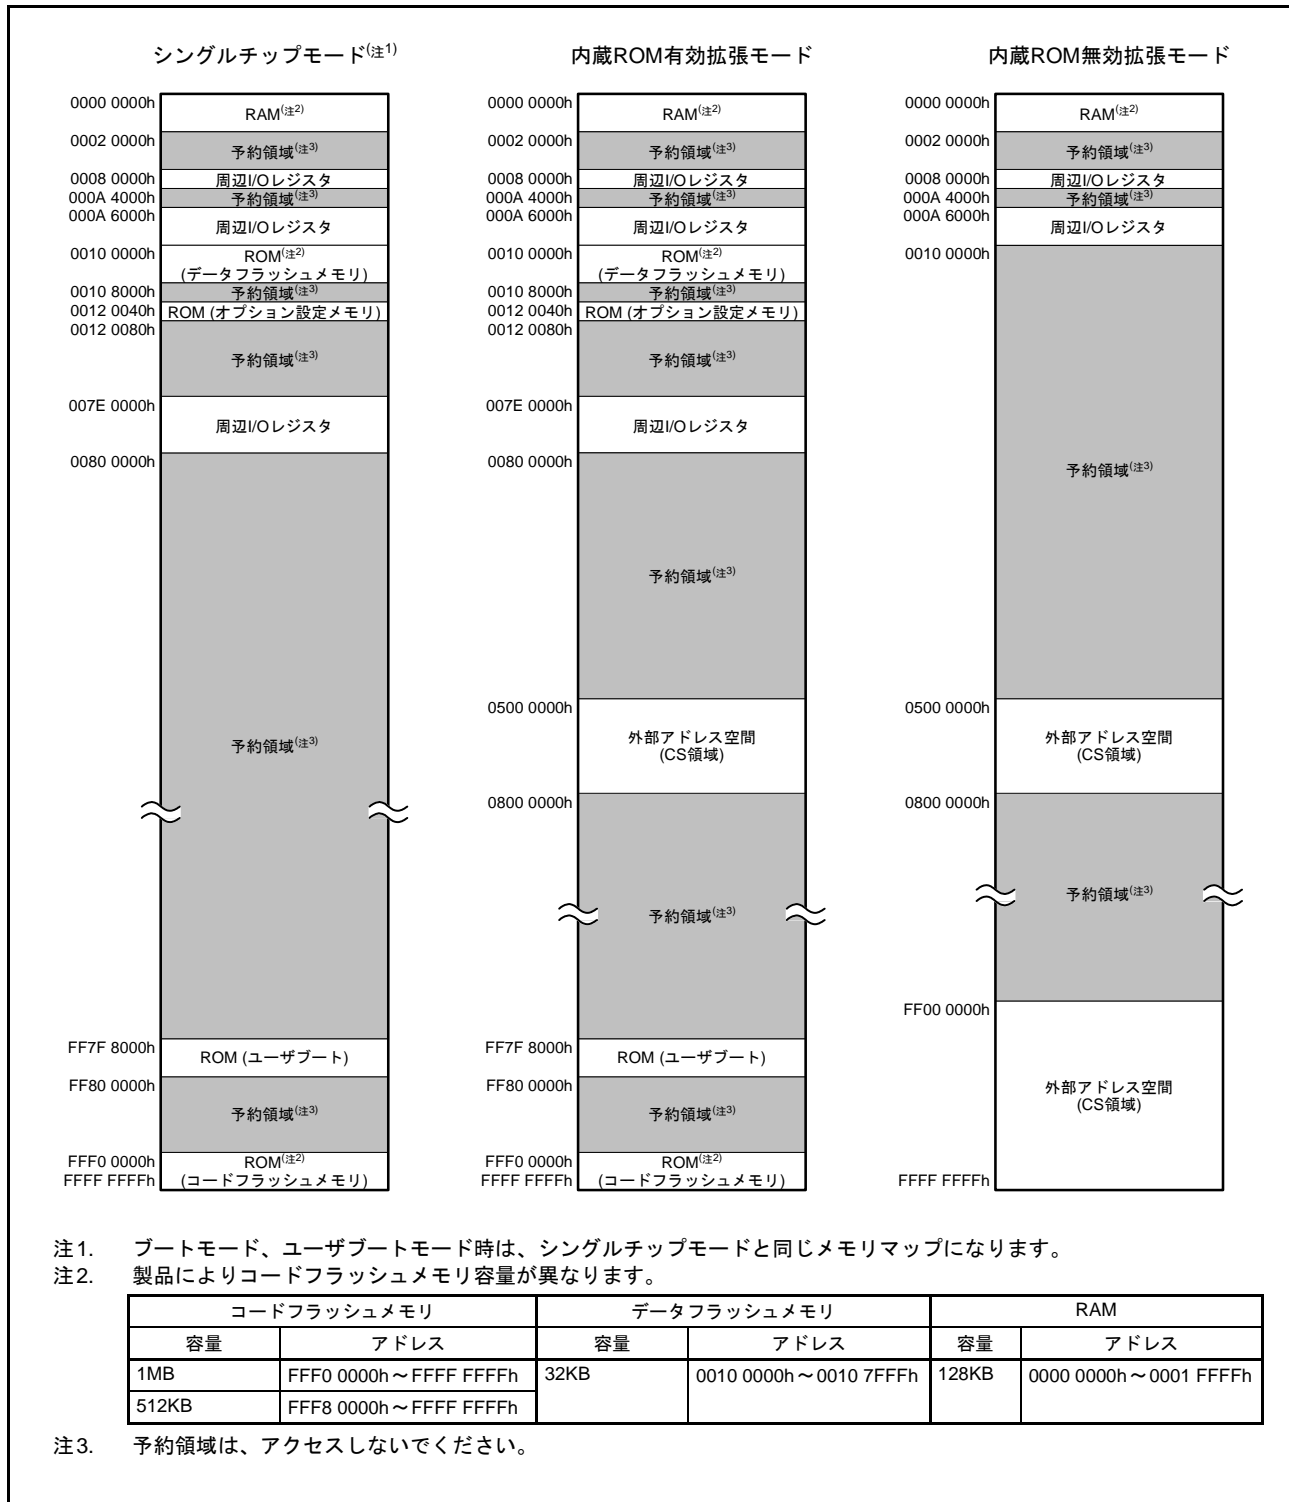 シングルチップモード(注1)
0000 0000h
RAM(注2)
0002 0000h
予約領域(注3)
0008 0000h
周辺I/Oレジスタ
000A 4000h
予約領域(注3)
000A 6000h
周辺I/Oレジスタ
0010 0000h
ROM(注2)
(データフラッシュメモリ)
0010 8000h
予約領域(注3)
0012 0040h
ROM (オプション設定メモリ)
0012 0080h
予約領域(注3)
007E 0000h
周辺I/Oレジスタ
0080 0000h
予約領域(注3)
FF7F 8000h
ROM (ユーザブート)
FF80 0000h
予約領域(注3)
FFF0 0000h
ROM(注2)
FFFF FFFFh
(コードフラッシュメモリ)
内蔵ROM有効拡張モード
0000 0000h
RAM(注2)
0002 0000h
予約領域(注3)
0008 0000h
周辺I/Oレジスタ
000A 4000h
予約領域(注3)
000A 6000h
周辺I/Oレジスタ
0010 0000h
ROM(注2)
(データフラッシュメモリ)
0010 8000h
予約領域(注3)
0012 0040h
ROM (オプション設定メモリ)
0012 0080h
予約領域(注3)
007E 0000h
周辺I/Oレジスタ
0080 0000h
予約領域(注3)
0500 0000h
外部アドレス空間
(CS領域)
0800 0000h
予約領域(注3)
FF7F 8000h
ROM (ユーザブート)
FF80 0000h
予約領域(注3)
FFF0 0000h
ROM(注2)
FFFF FFFFh
(コードフラッシュメモリ)
内蔵ROM無効拡張モード
0000 0000h
RAM(注2)
0002 0000h
予約領域(注3)
0008 0000h
周辺I/Oレジスタ
000A 4000h
予約領域(注3)
000A 6000h
周辺I/Oレジスタ
0010 0000h
予約領域(注3)
0500 0000h
外部アドレス空間
(CS領域)
0800 0000h
予約領域(注3)
FF00 0000h
外部アドレス空間
(CS領域)
FFFF FFFFh
注1. ブートモード、ユーザブートモード時は、シングルチップモードと同じメモリマップになります。
注2. 製品によりコードフラッシュメモリ容量が異なります。
コードフラッシュメモリ データフラッシュメモリ RAM
容量 アドレス 容量 アドレス 容量 アドレス
1MB FFF0 0000h～FFFF FFFFh 32KB 0010 0000h～0010 7FFFh 128KB 0000 0000h～0001 FFFFh
512KB FFF8 0000h～FFFF FFFFh
注3. 予約領域は、アクセスしないでください。